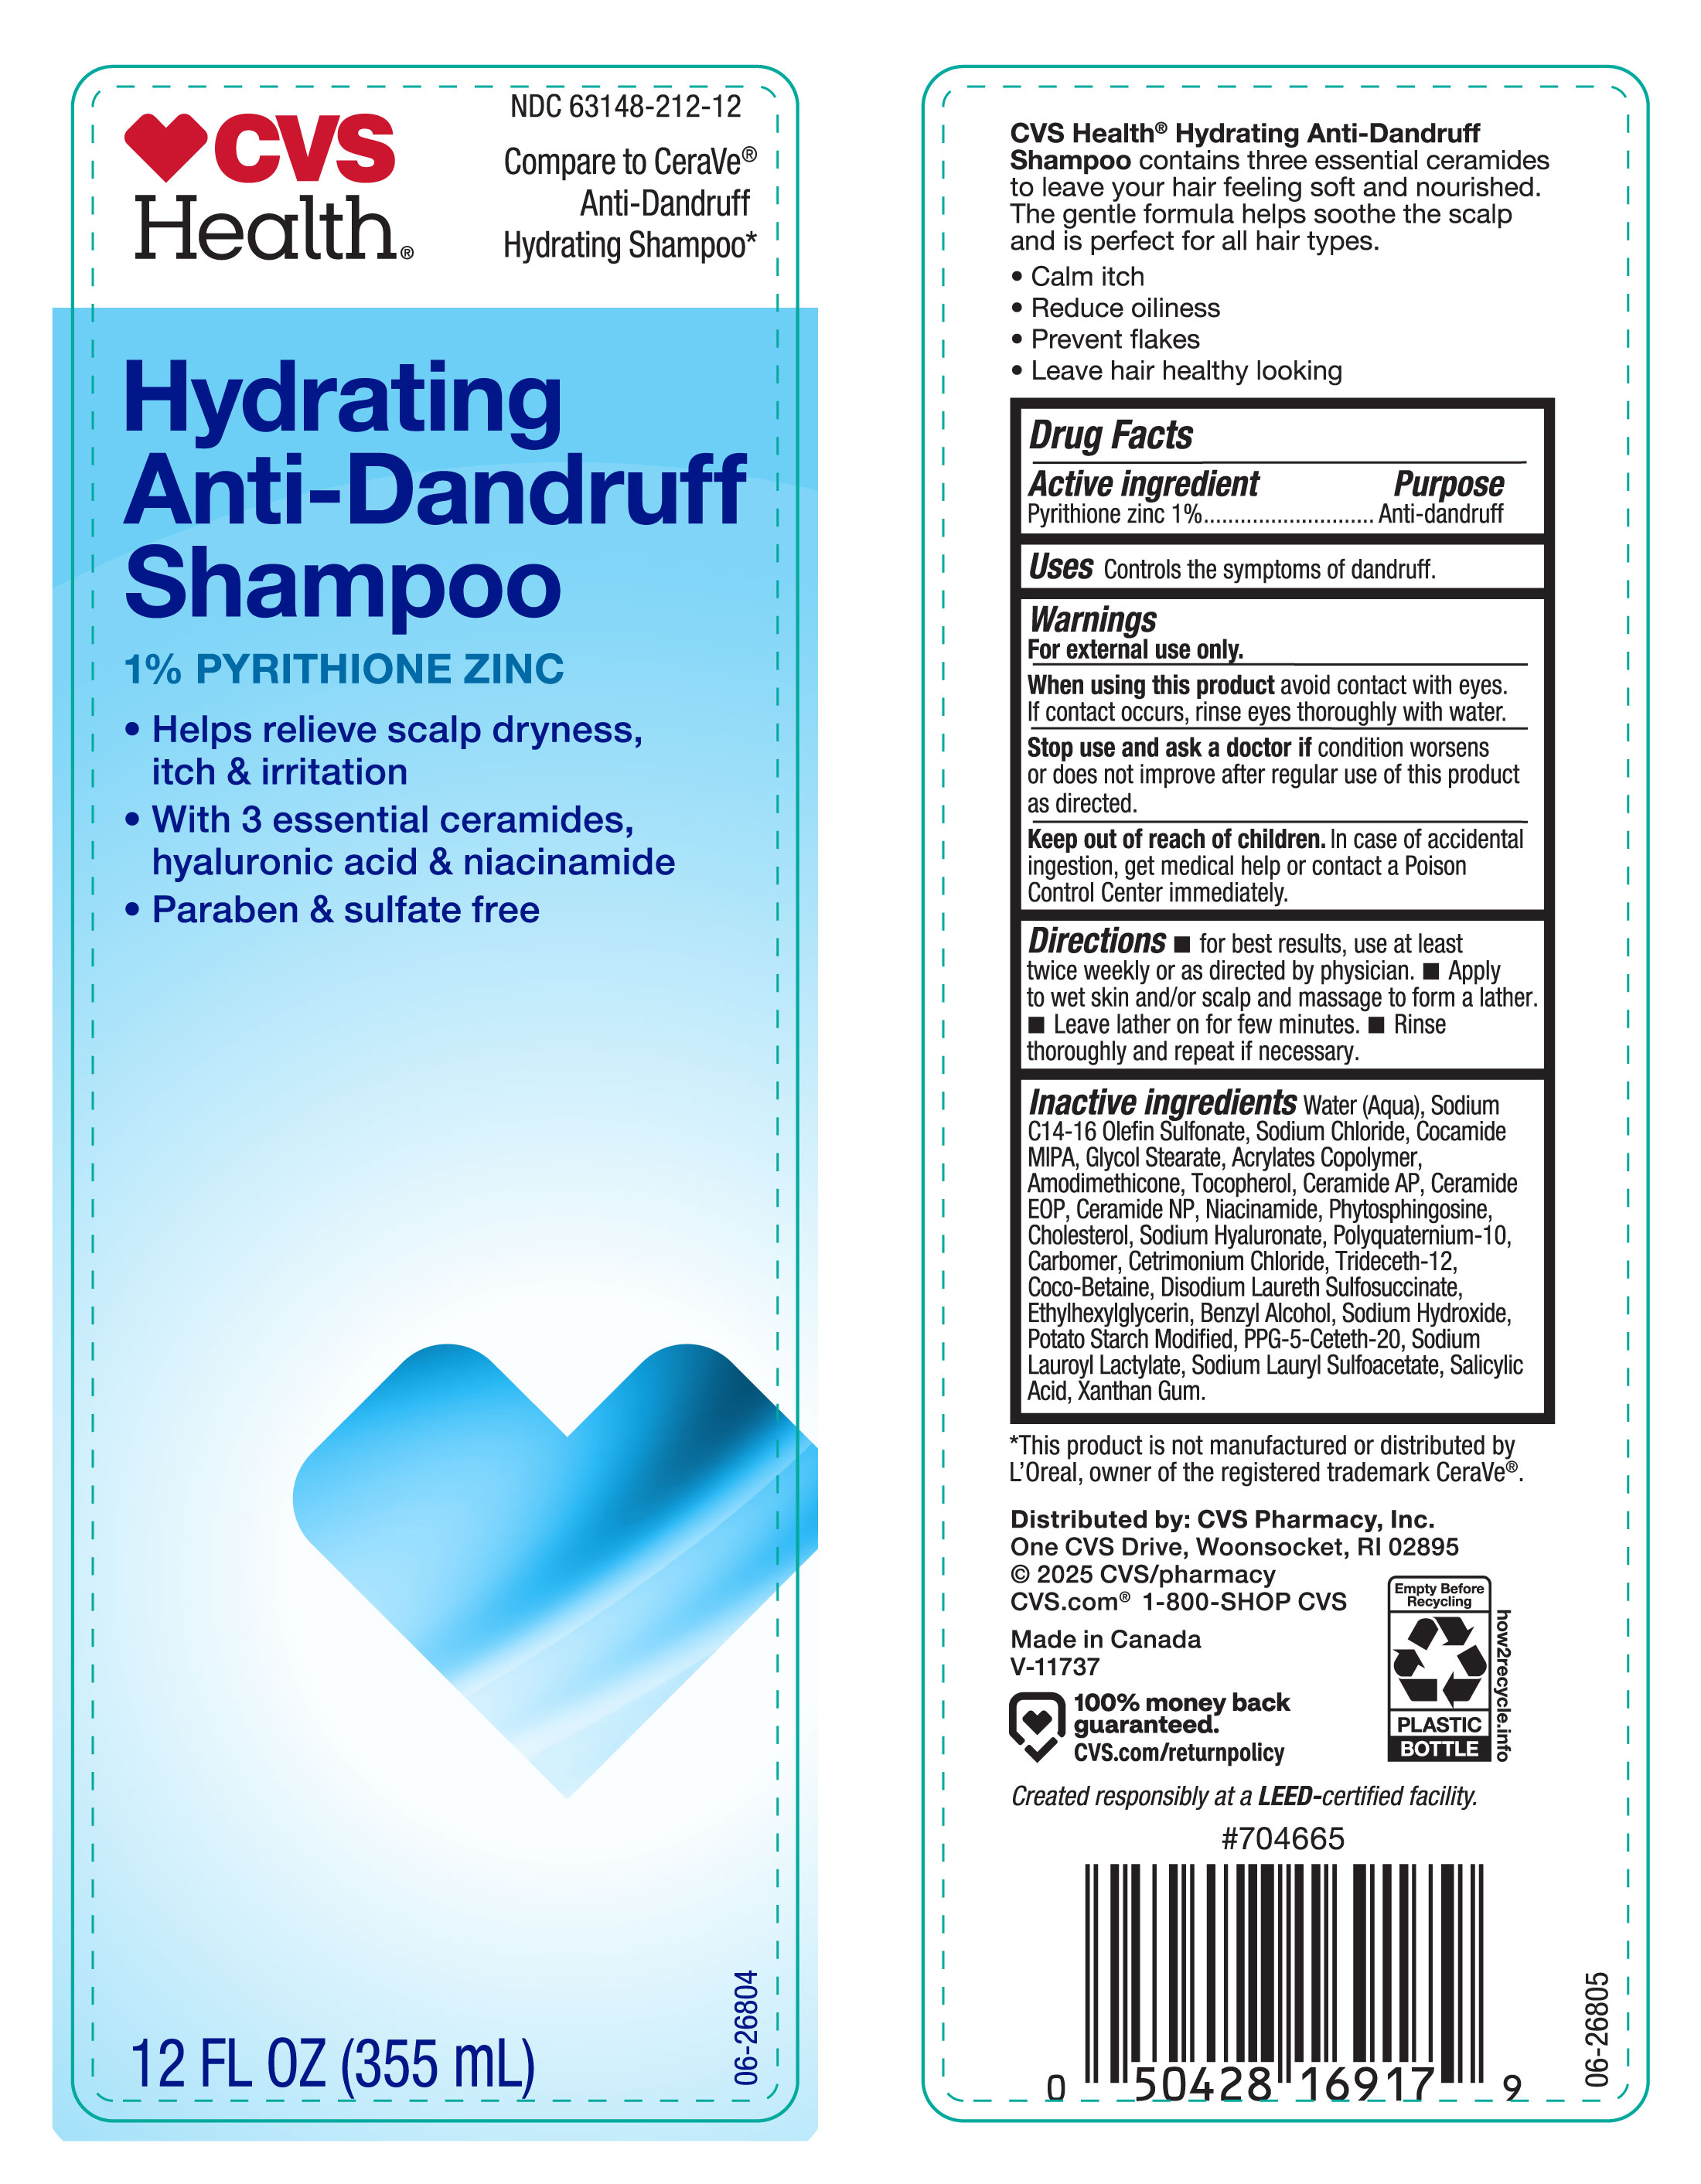 CVS
Health®
NDC 63148-212-12
Compare to CeraVe®
Anti-Dandruff
Hydrating Shampoo*
Hydrating
Anti-Dandruff
Shampoo
1% PYRITHIONE ZINC
• Helps relieve scalp dryness,
itch & irritation
• With 3 essential ceramides,
hyaluronic acid & niacinamide
• Paraben & sulfate free
12 FL OZ (355 mL)
06-26804
CVS Health® Hydrating Anti-Dandruff
Shampoo contains three essential ceramides
to leave your hair feeling soft and nourished.
The gentle formula helps soothe the scalp
and is perfect for all hair types.
• Calm itch
• Reduce oiliness
• Prevent flakes
• Leave hair healthy looking
Drug Facts
Active ingredient Purpose
Pyrithione zinc 1%............................ Anti-dandruff
Uses Controls the symptoms of dandruff.
Warnings
For external use only.
When using this product avoid contact with eyes.
If contact occurs, rinse eyes thoroughly with water.
Stop use and ask a doctor if condition worsens
or does not improve after regular use of this product
as directed.
Keep out of reach of children. In case of accidental
ingestion, get medical help or contact a Poison
Control Center immediately.
Directions ■ for best results, use at least
twice weekly or as directed by physician. ■ Apply
to wet skin and/or scalp and massage to form a lather.
■ Leave lather on for few minutes. ■ Rinse
thoroughly and repeat if necessary.
Inactive ingredients Water (Aqua), Sodium
C14-16 Olefin Sulfonate, Sodium Chloride, Cocamide
MIPA, Glycol Stearate, Acrylates Copolymer,
Amodimethicone, Tocopherol, Ceramide AP, Ceramide
EOP, Ceramide NP, Niacinamide, Phytosphingosine,
Cholesterol, Sodium Hyaluronate, Polyquaternium-10,
Carbomer, Cetrimonium Chloride, Trideceth-12,
Coco-Betaine, Disodium Laureth Sulfosuccinate,
Ethylhexylglycerin, Benzyl Alcohol, Sodium Hydroxide,
Potato Starch Modified, PPG-5-Ceteth-20, Sodium
Lauroyl Lactylate, Sodium Lauryl Sulfoacetate, Salicylic
Acid, Xanthan Gum.
*This product is not manufactured or distributed by
L'Oreal, owner of the registered trademark CeraVe®.
Distributed by: CVS Pharmacy, Inc.
One CVS Drive, Woonsocket, RI 02895
© 2025 CVS/pharmacy
CVS.com® 1-800-SHOP CVS
Made in Canada
V-11737
100% money back
guaranteed.
CVS.com/returnpolicy
Empty Before
Recycling
PLASTIC
BOTTLE
how2recycle.info
Created responsibly at a LEED-certified facility.
#704665
0 50428 16917 9
06-26805